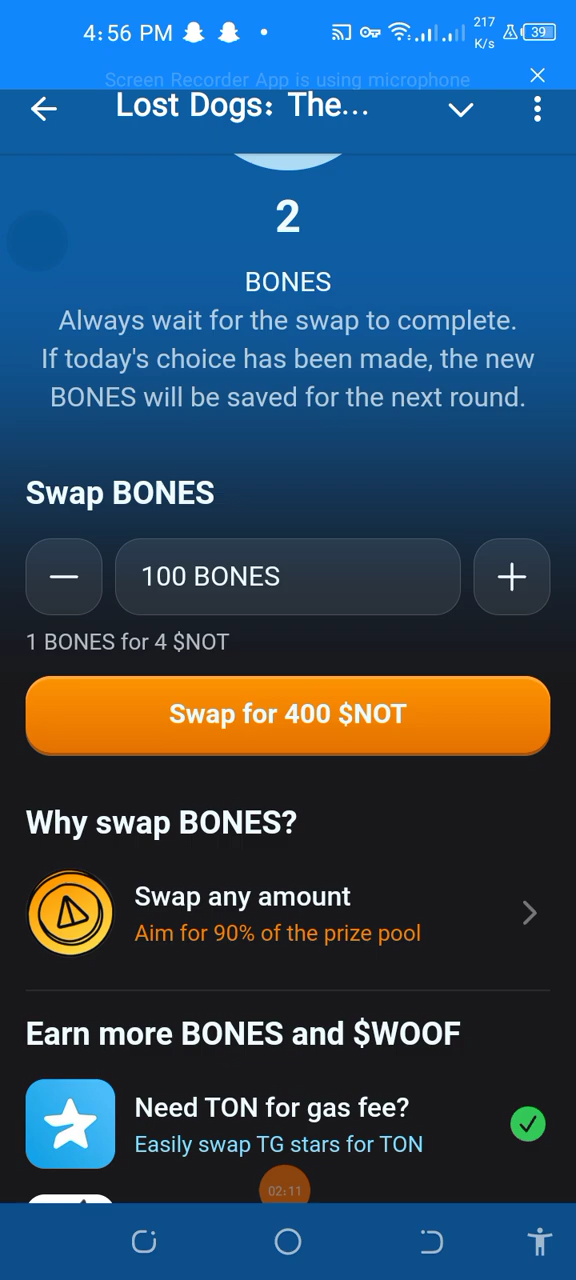 4:56 PM
217
K/s
39
Screen Recorder App is using microphone
Lost Dogs: The...
2
BONES
Always wait for the swap to complete.
If today's choice has been made, the new
BONES will be saved for the next round.
Swap BONES
100 BONES
1 BONES for 4 $NOT
Swap for 400 $NOT
Why swap BONES?
Swap any amount
Aim for 90% of the prize pool
Earn more BONES and $WOOF
Need TON for gas fee?
Easily swap TG stars for TON
02:11